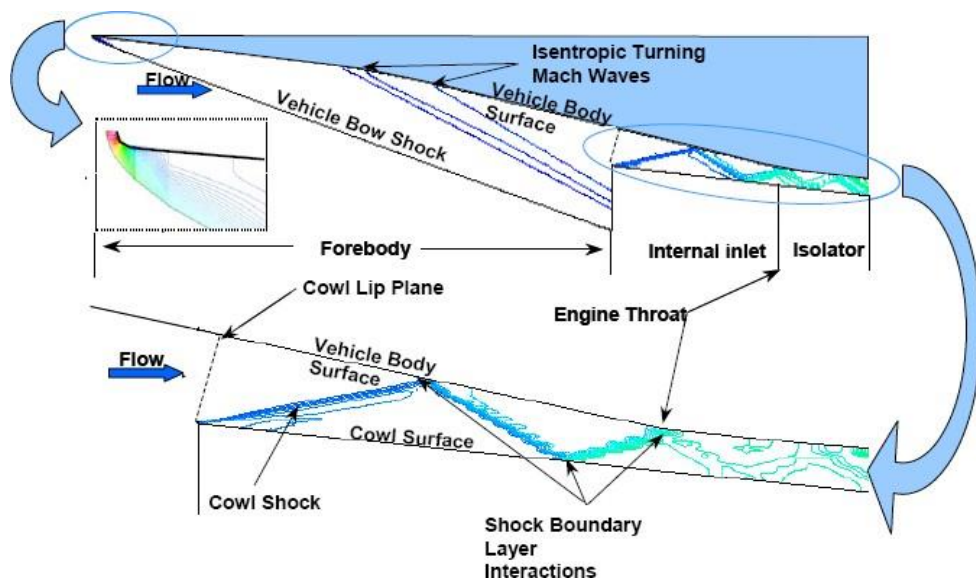 Isentropic Turning
Mach Waves
Flow
Vehicle Body
Surface
Vehicle Bow Shock
Forebody
Internal inlet
Isolator
Cowl Lip Plane
Engine Throat
Flow
Vehicle Body
Surface
Cowl Surface
Cowl Shock
Shock Boundary
Layer
Interactions